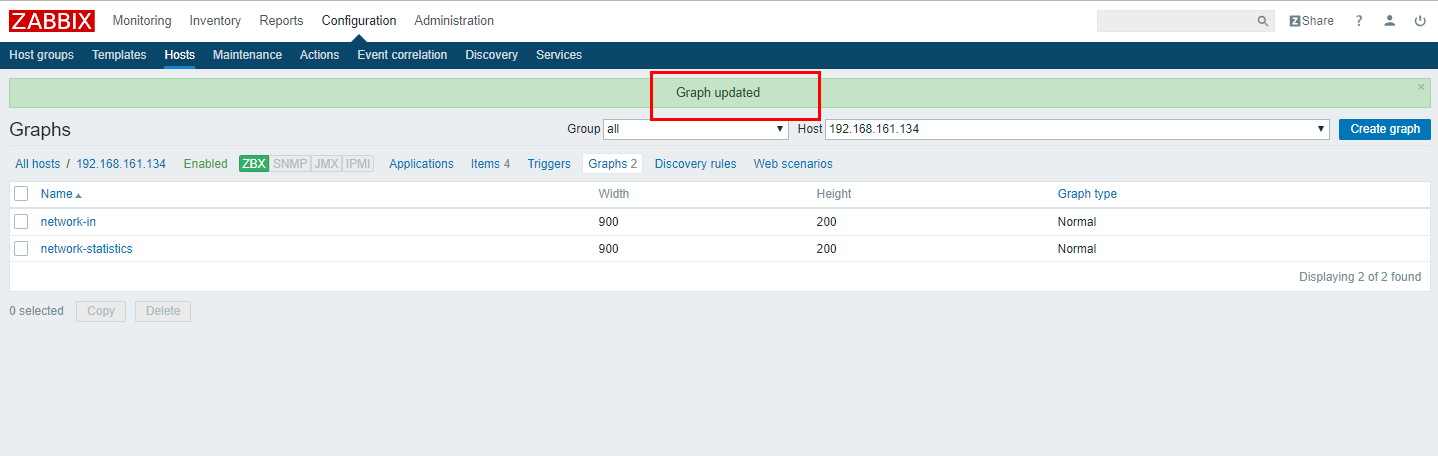 ZABBIX Monitoring Inventory Reports Configuration Administration Z Share ?
Host groups Templates Hosts Maintenance Actions Event correlation Discovery Services
Graph updated ×
Graphs Group all ▼ Host 192.168.161.134 ▼ Create graph
All hosts / 192.168.161.134 Enabled ZBX SNMP JMX IPMI Applications Items 4 Triggers Graphs 2 Discovery rules Web scenarios
Name ▲ Width Height Graph type
network-in 900 200 Normal
network-statistics 900 200 Normal
Displaying 2 of 2 found
0 selected Copy Delete